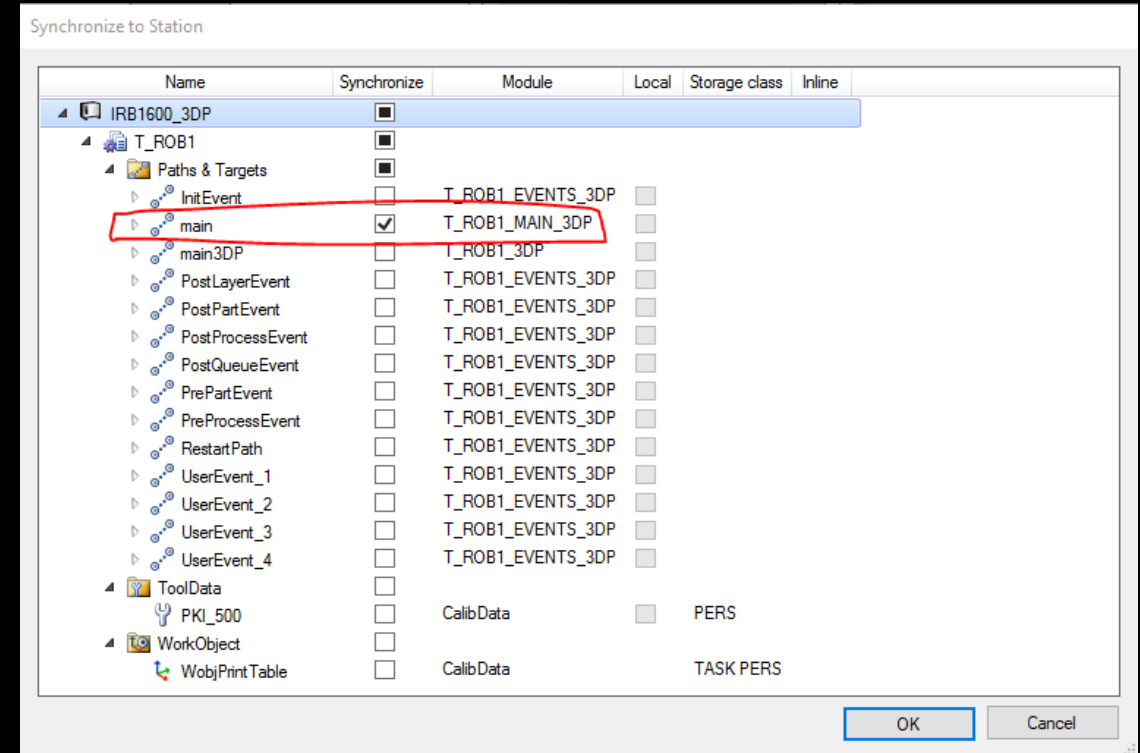 Synchronize to Station
Name Synchronize Module Local Storage class Inline
IRB1600_3DP
T_ROB1
Paths & Targets
InitEvent T_ROB1_EVENTS_3DP
main T_ROB1_MAIN_3DP
main3DP T_ROB1_3DP
PostLayerEvent T_ROB1_EVENTS_3DP
PostPartEvent T_ROB1_EVENTS_3DP
PostProcessEvent T_ROB1_EVENTS_3DP
PostQueueEvent T_ROB1_EVENTS_3DP
PrePartEvent T_ROB1_EVENTS_3DP
PreProcessEvent T_ROB1_EVENTS_3DP
RestartPath T_ROB1_EVENTS_3DP
UserEvent_1 T_ROB1_EVENTS_3DP
UserEvent_2 T_ROB1_EVENTS_3DP
UserEvent_3 T_ROB1_EVENTS_3DP
UserEvent_4 T_ROB1_EVENTS_3DP
ToolData
PKI_500 CalibData PERS
WorkObject
WobjPrintTable CalibData TASK PERS
OK Cancel